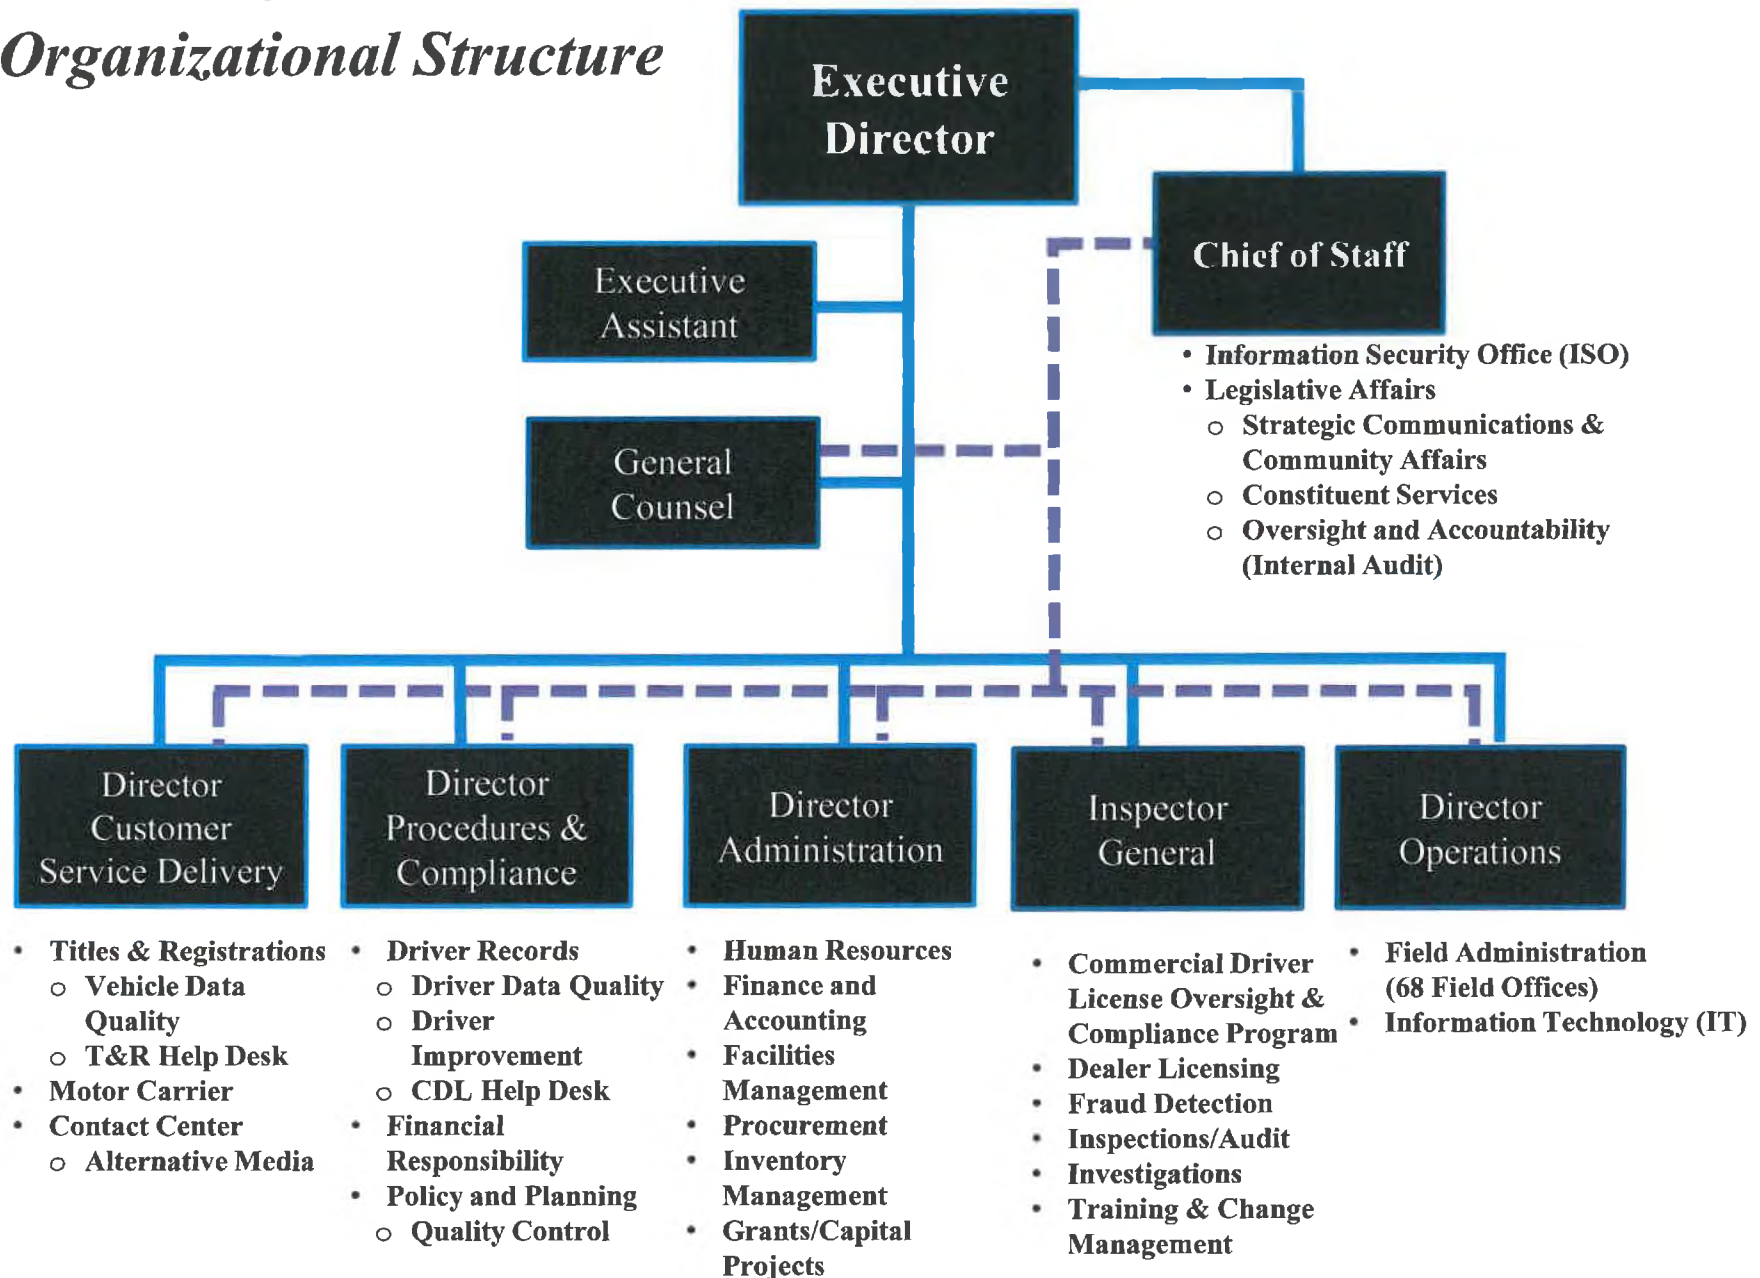 Organizational Structure
Executive
Director
Chief of Staff
Executive
Assistant
General
Counsel
• Information Security Office (ISO)
• Legislative Affairs
o Strategic Communications &
Community Affairs
o Constituent Services
o Oversight and Accountability
(Internal Audit)
Director
Customer
Service Delivery
Director
Procedures &
Compliance
Director
Administration
Inspector
General
Director
Operations
• Titles & Registrations
o Vehicle Data
Quality
o T&R Help Desk
• Motor Carrier
• Contact Center
o Alternative Media
• Driver Records
o Driver Data Quality
o Driver
Improvement
o CDL Help Desk
• Financial
Responsibility
• Policy and Planning
o Quality Control
• Human Resources
• Finance and
Accounting
• Facilities
Management
• Procurement
• Inventory
Management
• Grants/Capital
Projects
• Commercial Driver
License Oversight &
Compliance Program
• Dealer Licensing
• Fraud Detection
• Inspections/Audit
• Investigations
• Training & Change
Management
• Field Administration
(68 Field Offices)
• Information Technology (IT)